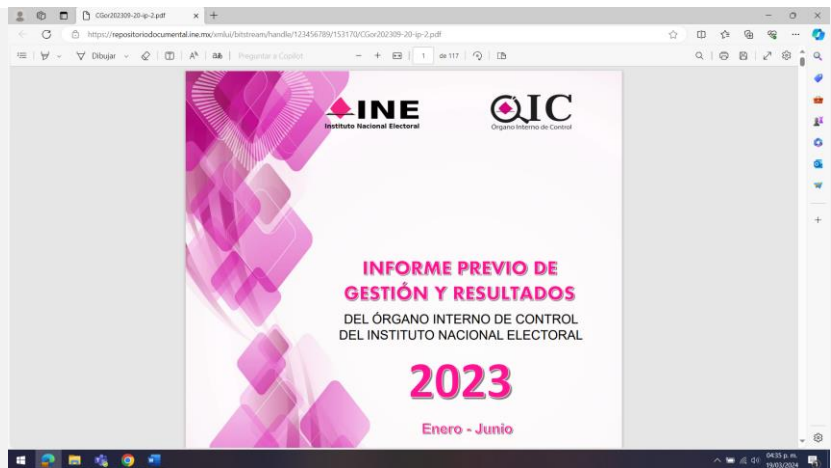 CGor202309-20-ip-2.pdf
https://repositoriodocumental.ine.mx/xmlui/bitstream/handle/123456789/153170/CGor202309-20-ip-2.pdf
Dibujar
Preguntar a Copilot
1 de 117
INE
Instituto Nacional Electoral
OIC
Órgano Interno de Control
INFORME PREVIO DE
GESTIÓN Y RESULTADOS
DEL ÓRGANO INTERNO DE CONTROL
DEL INSTITUTO NACIONAL ELECTORAL
2023
Enero - Junio
04:35 p. m.
19/03/2024